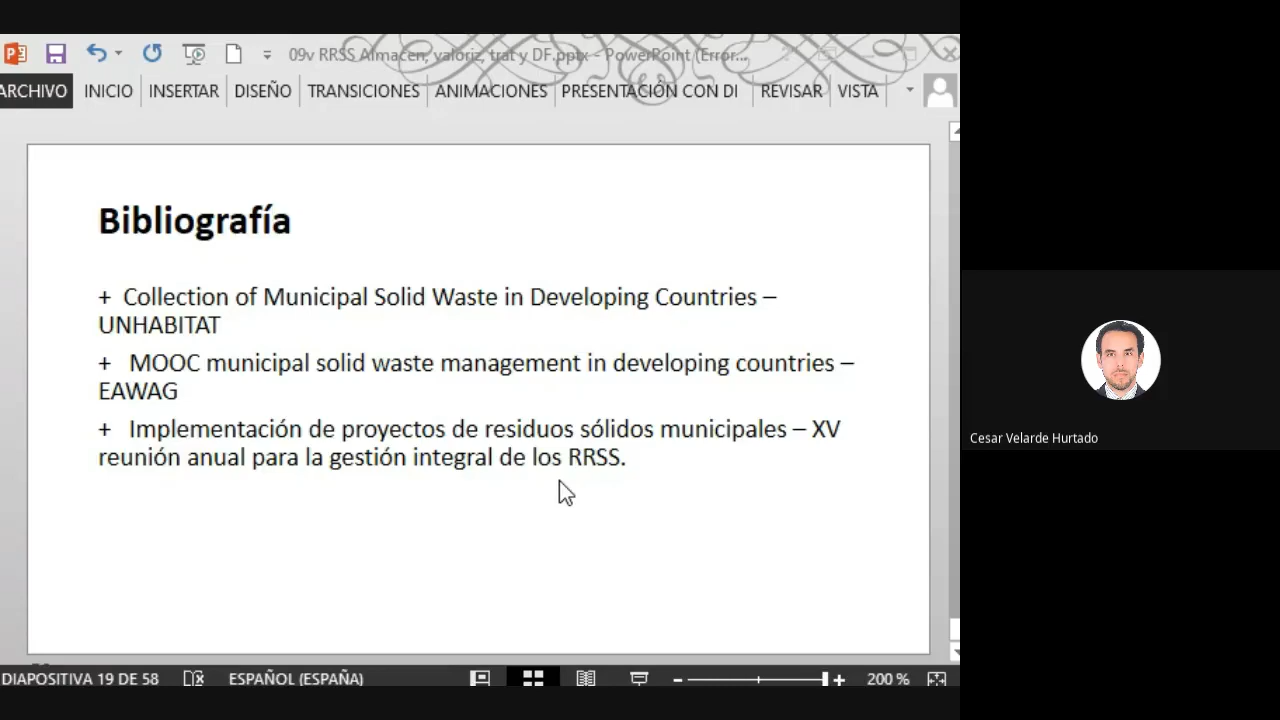 09v RRSS Almacen, valoriz, trat y DF.pptx - PowerPoint (Error...
ARCHIVO INICIO INSERTAR DISEÑO TRANSICIONES ANIMACIONES PRESENTACIÓN CON DI REVISAR VISTA
Bibliografía
+ Collection of Municipal Solid Waste in Developing Countries –
UNHABITAT
+ MOOC municipal solid waste management in developing countries –
EAWAG
+ Implementación de proyectos de residuos sólidos municipales – XV
reunión anual para la gestión integral de los RRSS.
Cesar Velarde Hurtado
DIAPOSITIVA 19 DE 58 ESPAÑOL (ESPAÑA) 200 %